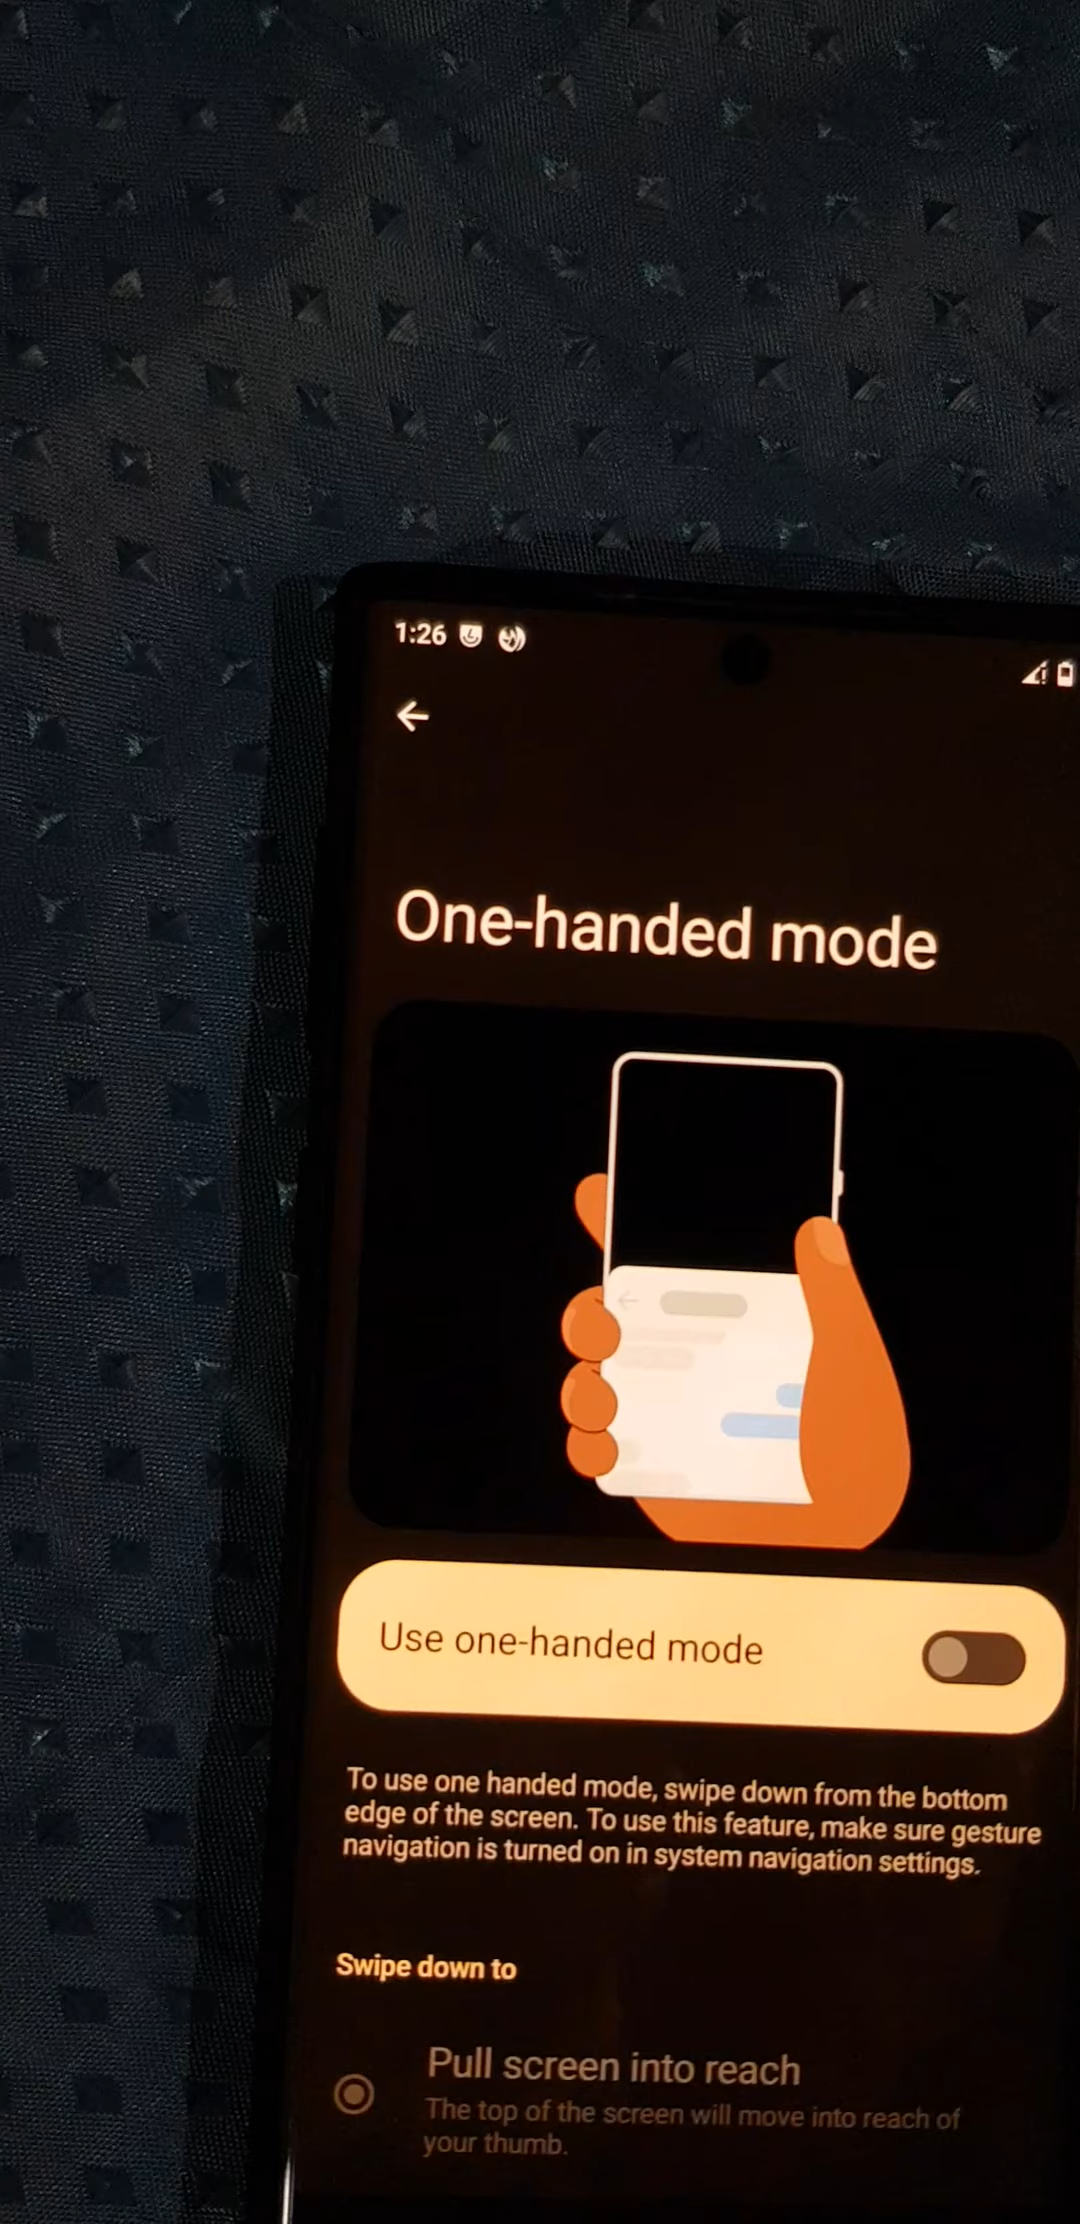 1:26
One-handed mode
Use one-handed mode
To use one handed mode, swipe down from the bottom
edge of the screen. To use this feature, make sure gesture
navigation is turned on in system navigation settings.
Swipe down to
Pull screen into reach
The top of the screen will move into reach of
your thumb.